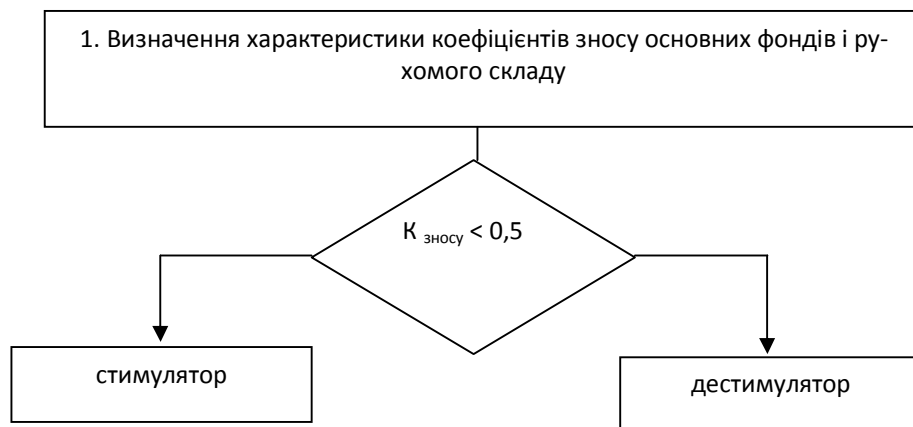 1. Визначення характеристики коефіцієнтів зносу основних фондів і ру-
хомого складу
К зносу < 0,5
стимулятор
дестимулятор